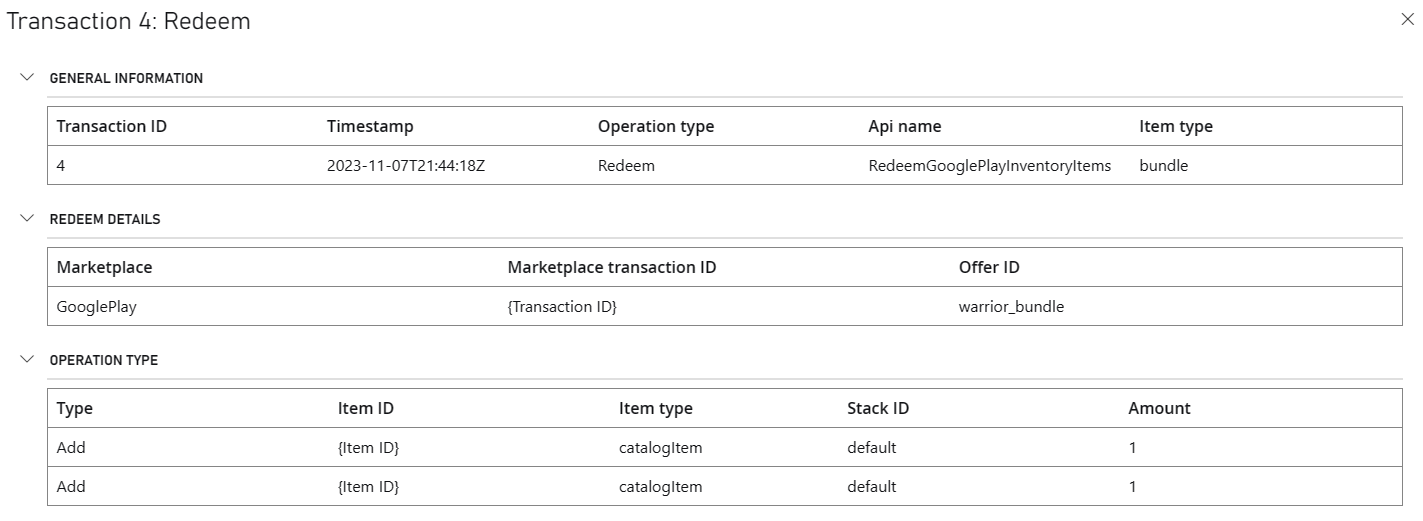 Transaction 4: Redeem
GENERAL INFORMATION
Transaction ID Timestamp Operation type Api name Item type
4 2023-11-07T21:44:18Z Redeem RedeemGooglePlayInventoryItems bundle
REDEEM DETAILS
Marketplace Marketplace transaction ID Offer ID
GooglePlay {Transaction ID} warrior_bundle
OPERATION TYPE
Type Item ID Item type Stack ID Amount
Add {Item ID} catalogItem default 1
Add {Item ID} catalogItem default 1